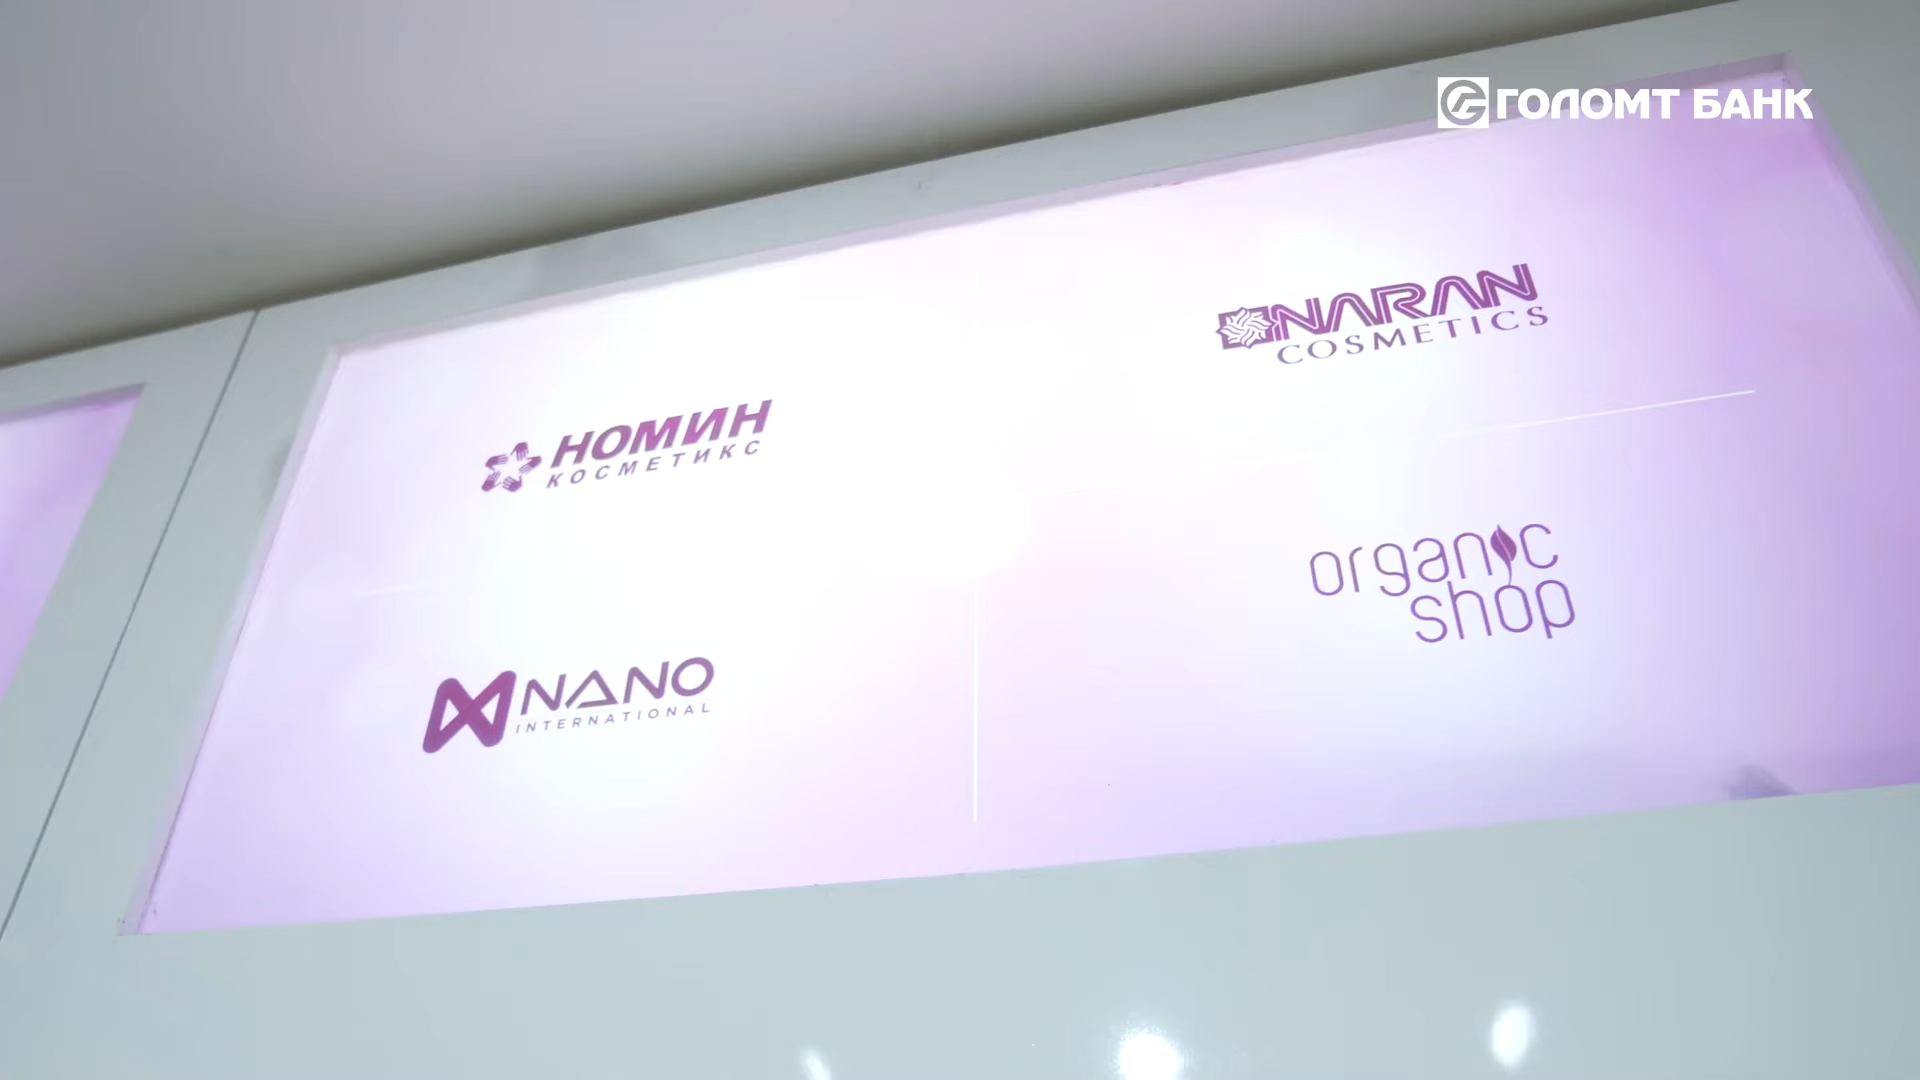 ГОЛОМТ БАНК
НОМИН
КОСМЕТИКС
NARAN
COSMETICS
NANO
INTERNATIONAL
organic
shop